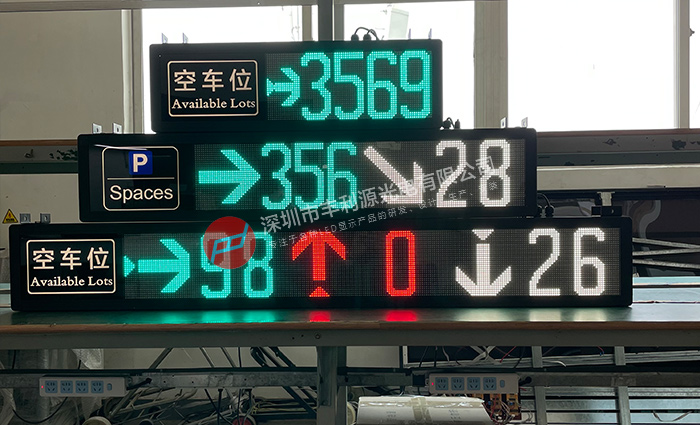 空车位
Available Lots
3569
P
Spaces
356 28
深圳市丰利源光电有限公司
空车位
Available Lots
98 0 26